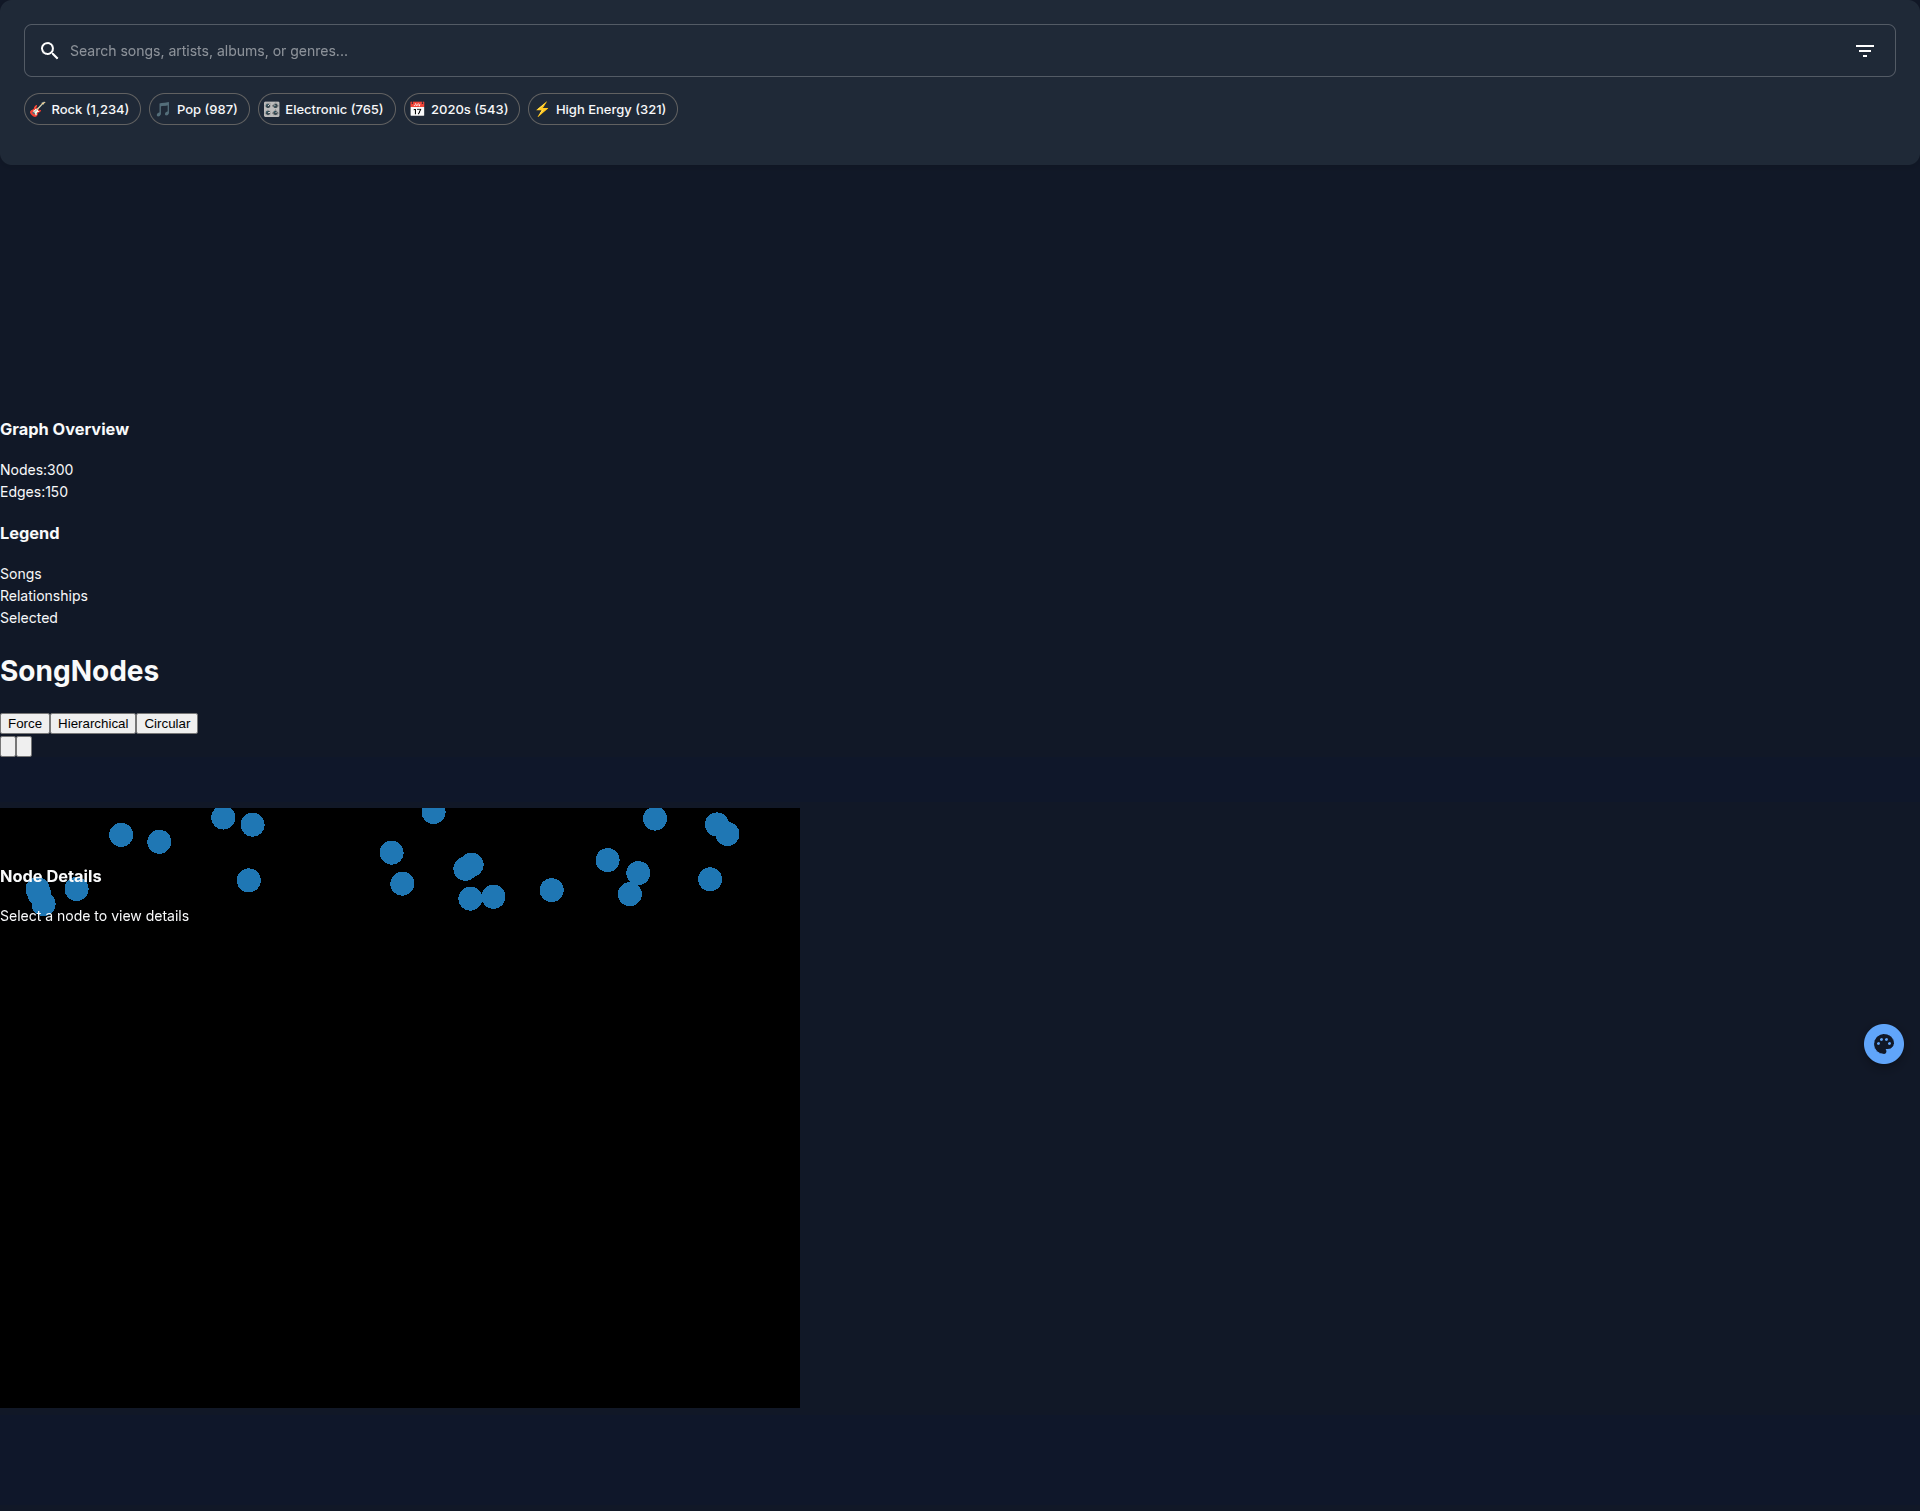 Search songs, artists, albums, or genres...
Rock (1,234) Pop (987) Electronic (765) 2020s (543) High Energy (321)
Graph Overview
Nodes:300
Edges:150
Legend
Songs
Relationships
Selected
SongNodes
Force Hierarchical Circular
Node Details
Select a node to view details